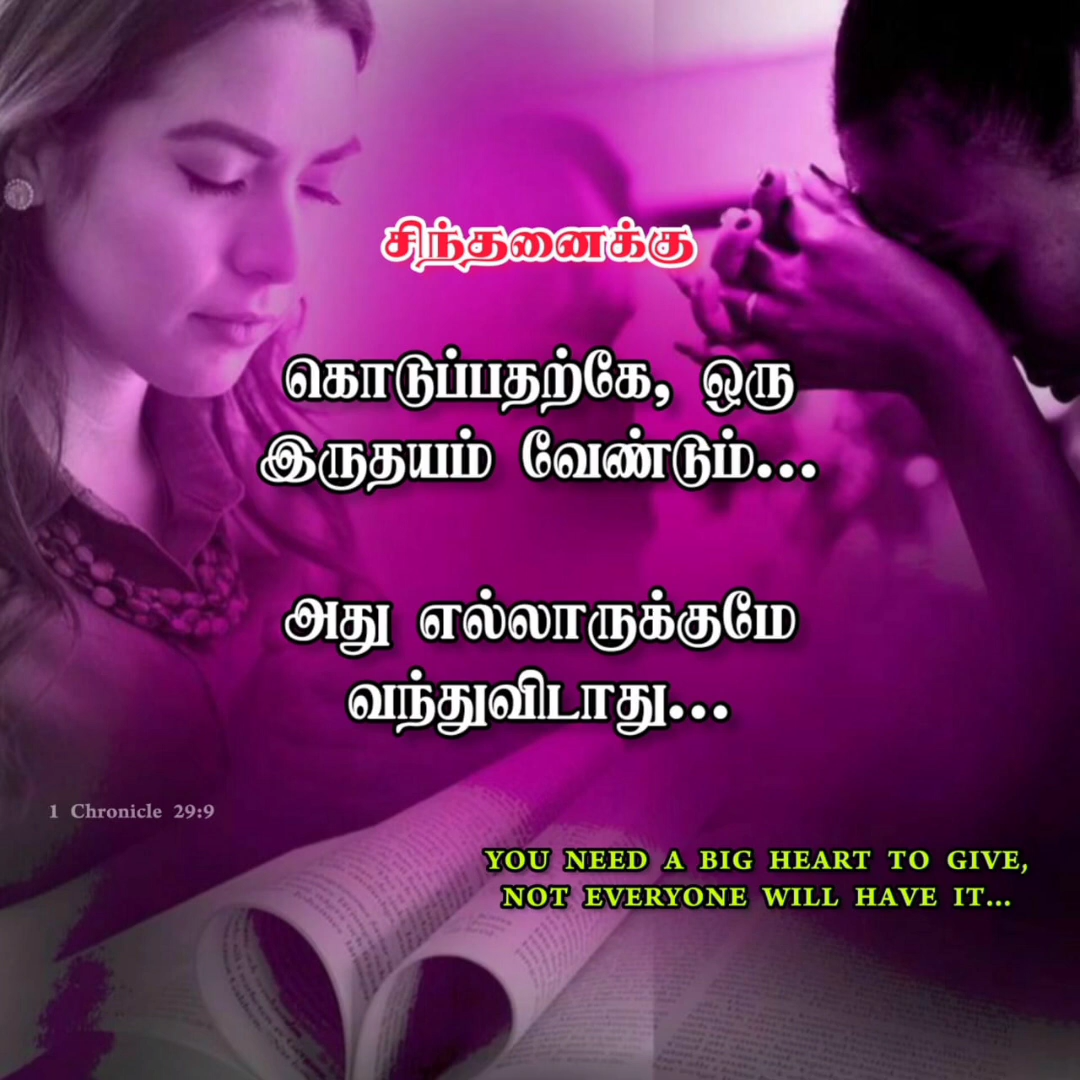 சிந்தனைக்கு
கொடுப்பதற்கே, ஒரு
இருதயம் வேண்டும்...
அது எல்லாருக்குமே
வந்துவிடாது...
1 Chronicle 29:9
YOU NEED A BIG HEART TO GIVE,
NOT EVERYONE WILL HAVE IT...